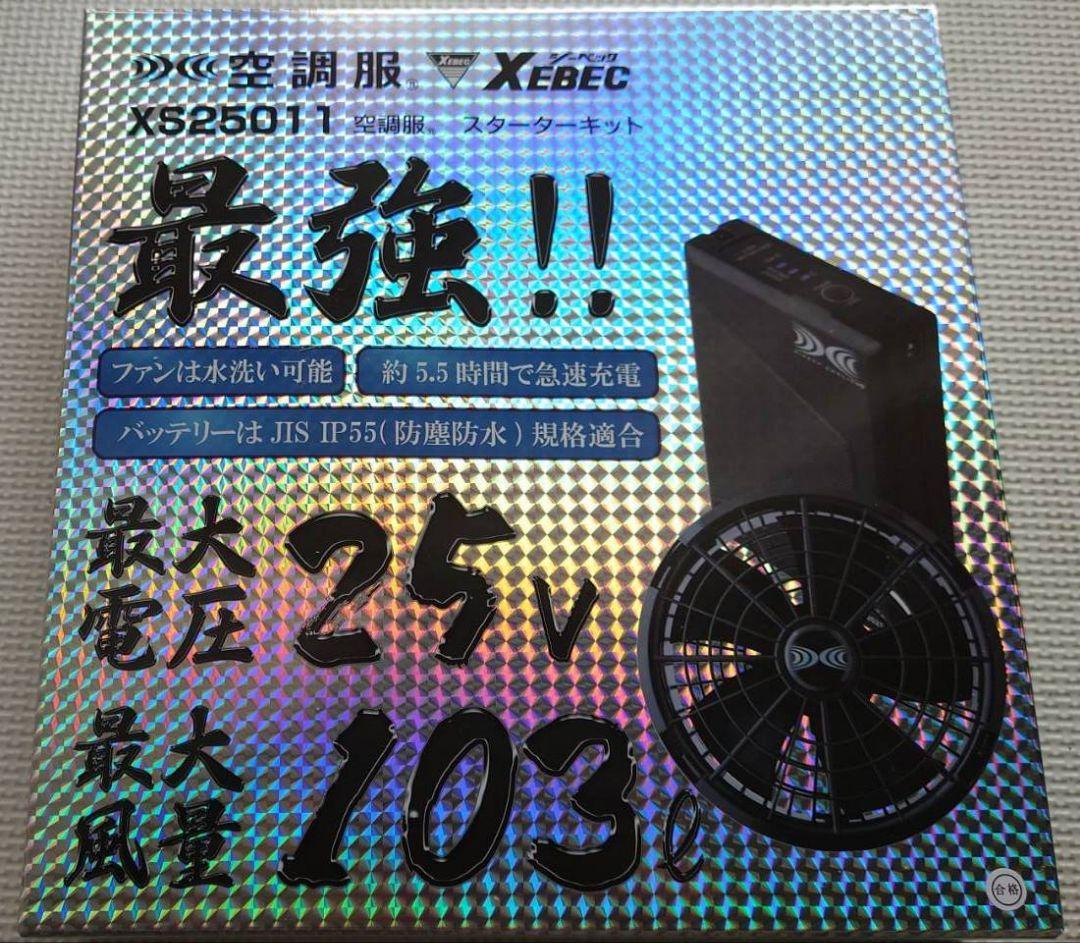 空調服® XEBEC ジーベック XEBEC
XS25011 空調服® スターターキット
最強!!
ファンは水洗い可能 約5.5時間で急速充電
バッテリーは JIS IP55(防塵防水)規格適合
最大電圧 25V
最大風量 103ℓ
合格